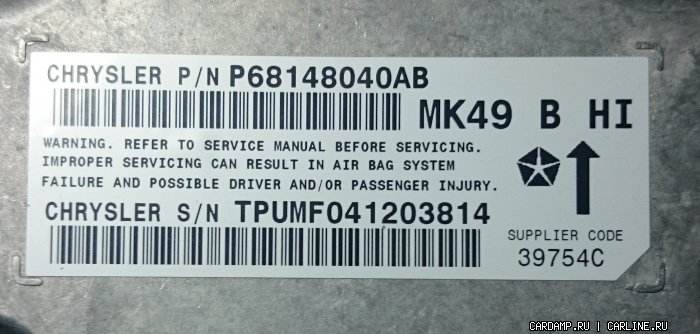 CHRYSLER P/N P68148040AB
MK49 B HI
WARNING. REFER TO SERVICE MANUAL BEFORE SERVICING.
IMPROPER SERVICING CAN RESULT IN AIR BAG SYSTEM
FAILURE AND POSSIBLE DRIVER AND/OR PASSENGER INJURY.
CHRYSLER S/N TPUMF041203814
SUPPLIER CODE
39754C
CARDAMP.RU | CARLINE.RU